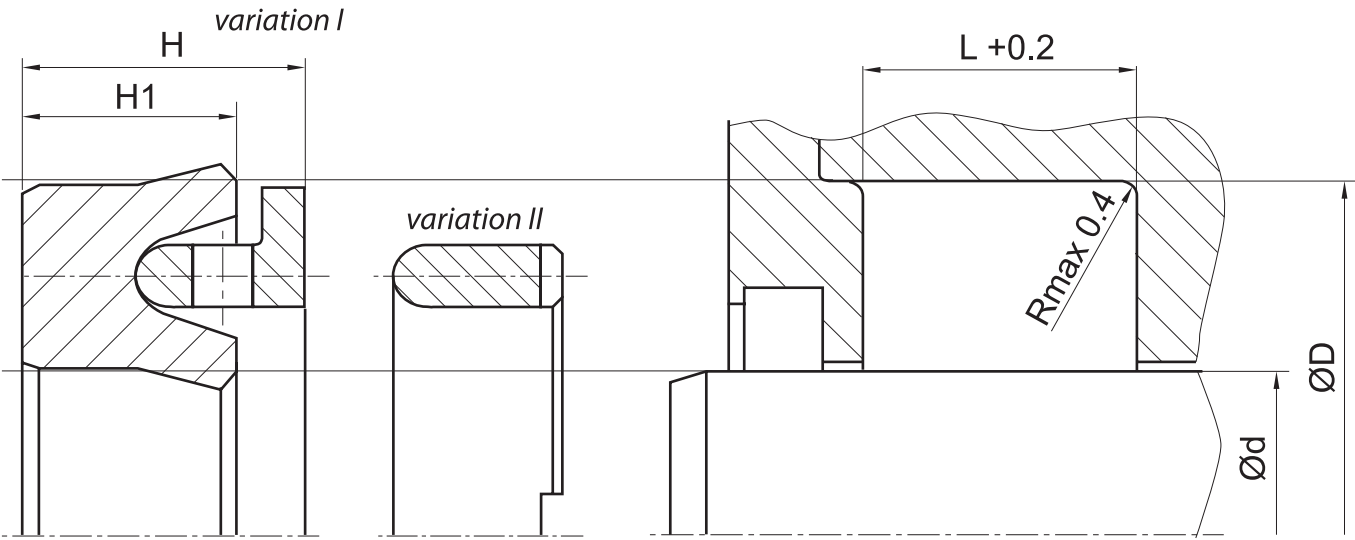 variation I
H
H1
variation II
L +0.2
Rmax 0.4
ØD
Ød